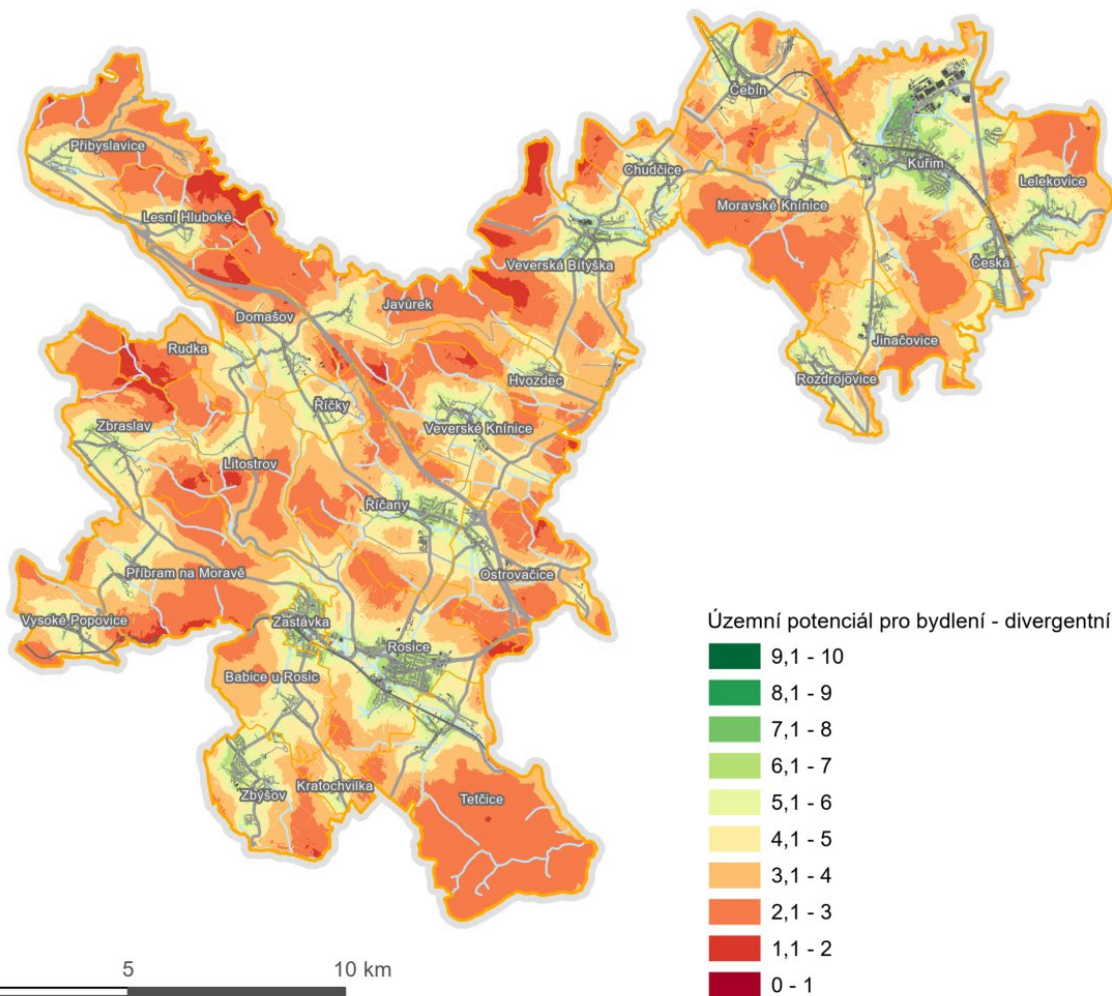 Čebín
Kuřim
Přibyslavice
Chudčice
Lelekovice
Moravské Knínice
Lesní Hluboké
Veverská Bítýška
Česká
Javůrek
Domašov
Jinačovice
Rudka
Hvozdec
Rozdrojovice
Říčky
Zbraslav
Veverské Knínice
Litostrov
Říčany
Příbram na Moravě
Ostrovačice
Vysoké Popovice
Zastávka
Rosice
Babice u Rosic
Zbýšov
Kratochvilka
Tetčice
Územní potenciál pro bydlení - divergentní
9,1 - 10
8,1 - 9
7,1 - 8
6,1 - 7
5,1 - 6
4,1 - 5
3,1 - 4
2,1 - 3
1,1 - 2
0 - 1
5 10 km